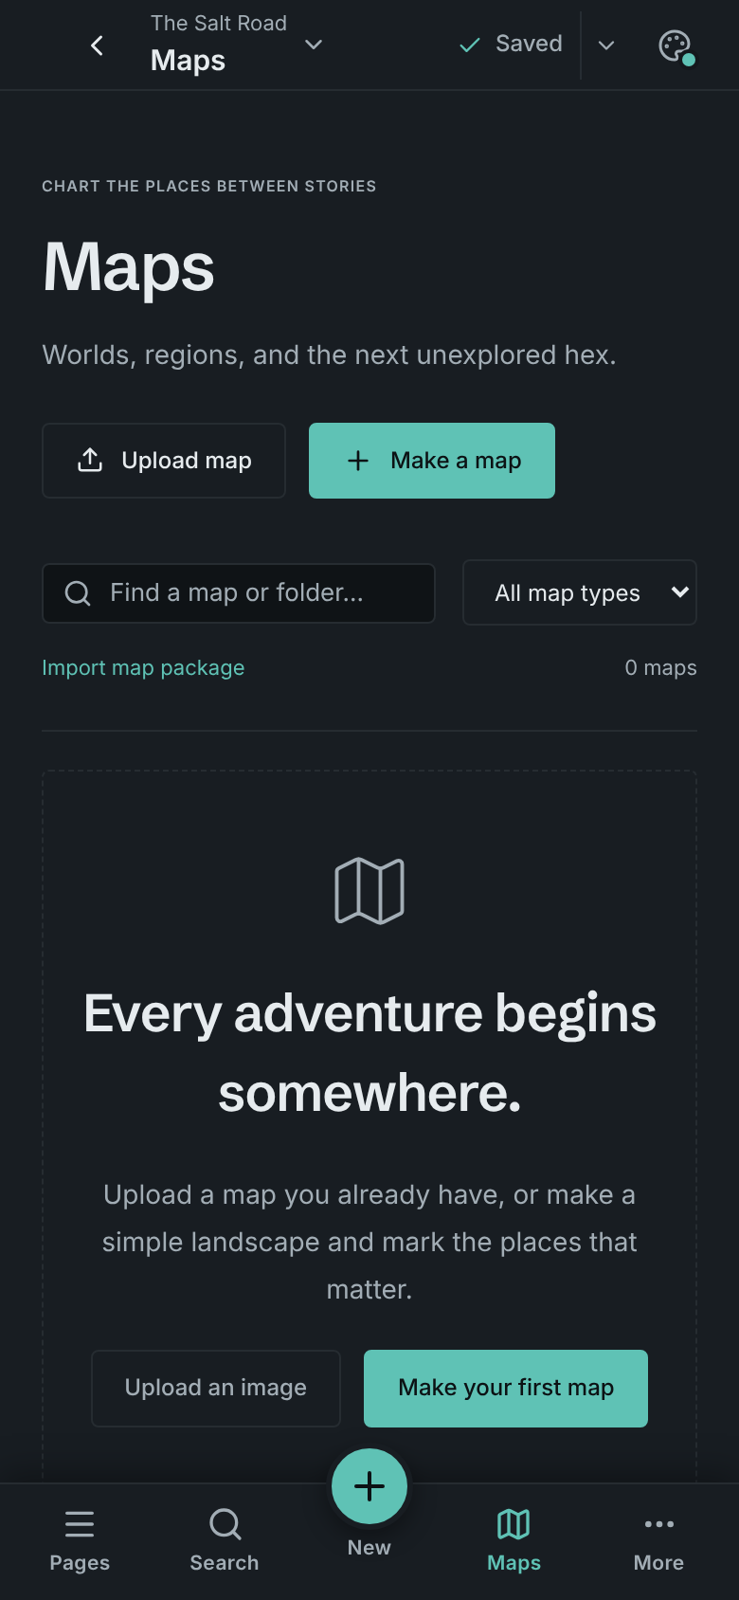 The Salt Road
Maps
Saved
CHART THE PLACES BETWEEN STORIES
Maps
Worlds, regions, and the next unexplored hex.
Upload map
Make a map
Find a map or folder...
All map types
Import map package
0 maps
Every adventure begins
somewhere.
Upload a map you already have, or make a
simple landscape and mark the places that
matter.
Upload an image
Make your first map
Pages
Search
New
Maps
More